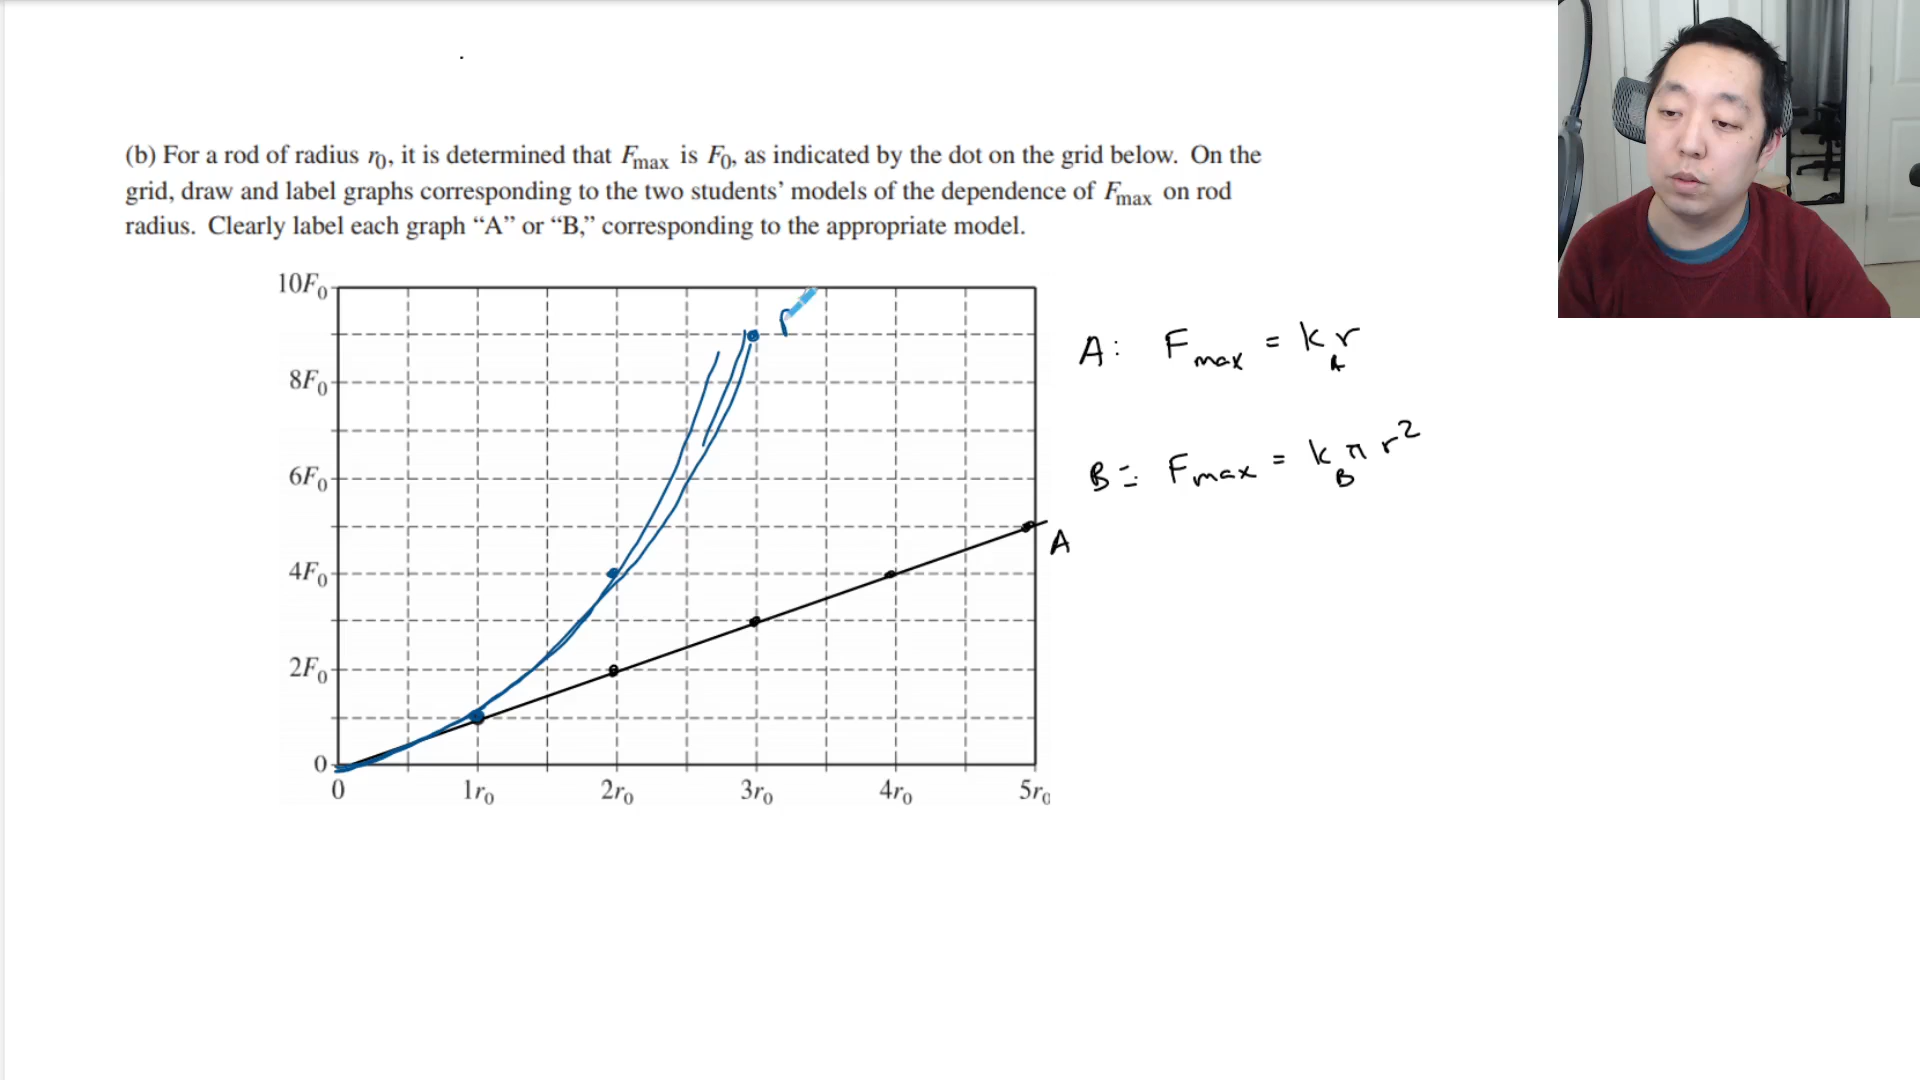 (b) For a rod of radius r₀, it is determined that Fmax is F₀, as indicated by the dot on the grid below. On the
grid, draw and label graphs corresponding to the two students’ models of the dependence of Fmax on rod
radius. Clearly label each graph “A” or “B,” corresponding to the appropriate model.
10F₀
8F₀
6F₀
4F₀
2F₀
0
0 1r₀ 2r₀ 3r₀ 4r₀ 5r₀
A
A: Fmax = k_A r
B: Fmax = k_B π r²